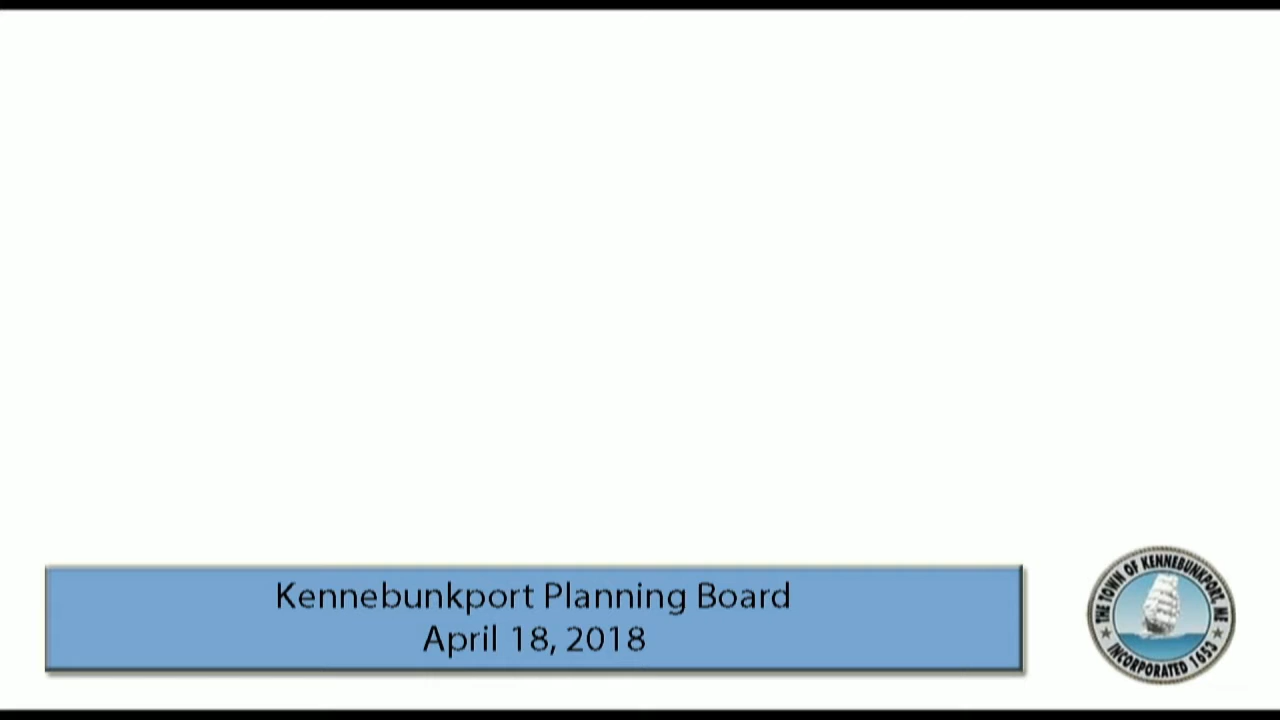 Kennebunkport Planning Board
April 18, 2018
THE TOWN OF KENNEBUNKPORT, ME
INCORPORATED 1653